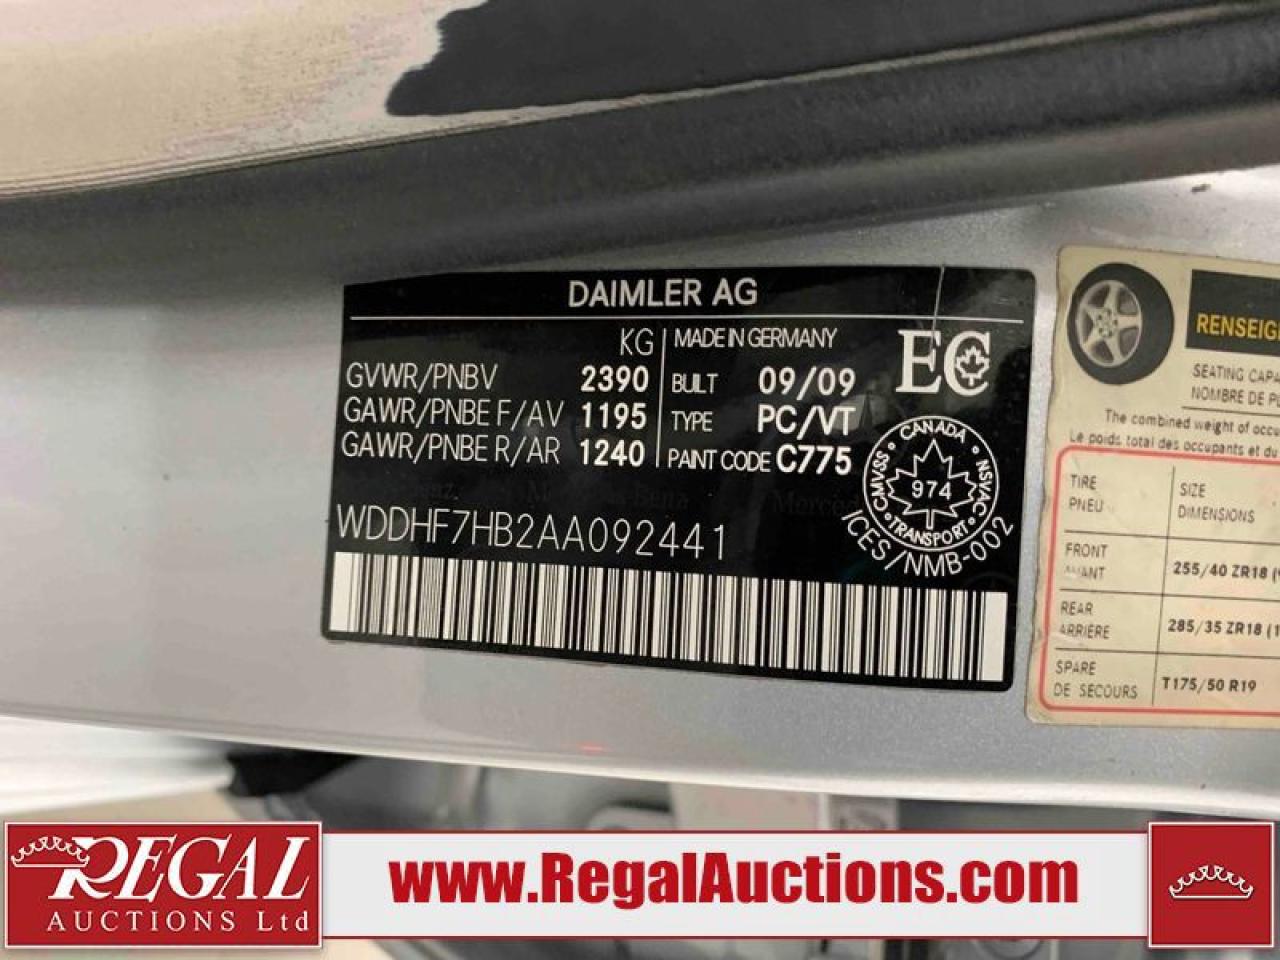 DAIMLER AG
KG
MADE IN GERMANY
GVWR/PNBV 2390
BUILT 09/09
GAWR/PNBE F/AV 1195
TYPE PC/VT
GAWR/PNBE R/AR 1240
PAINT CODE C775
WDDHF7HB2AA092441
EC
CANADA
CMVSS
NSVAC
974
TRANSPORT
ICES/NMB-002
RENSEIG
SEATING CAPA
NOMBRE DE PL
The combined weight of occu
Le poids total des occupants et du
TIRE
PNEU
SIZE
DIMENSIONS
FRONT
AVANT
255/40 ZR18
REAR
ARRIÈRE
285/35 ZR18 (1
SPARE
DE SECOURS
T175/50 R19
REGAL
AUCTIONS Ltd
www.RegalAuctions.com